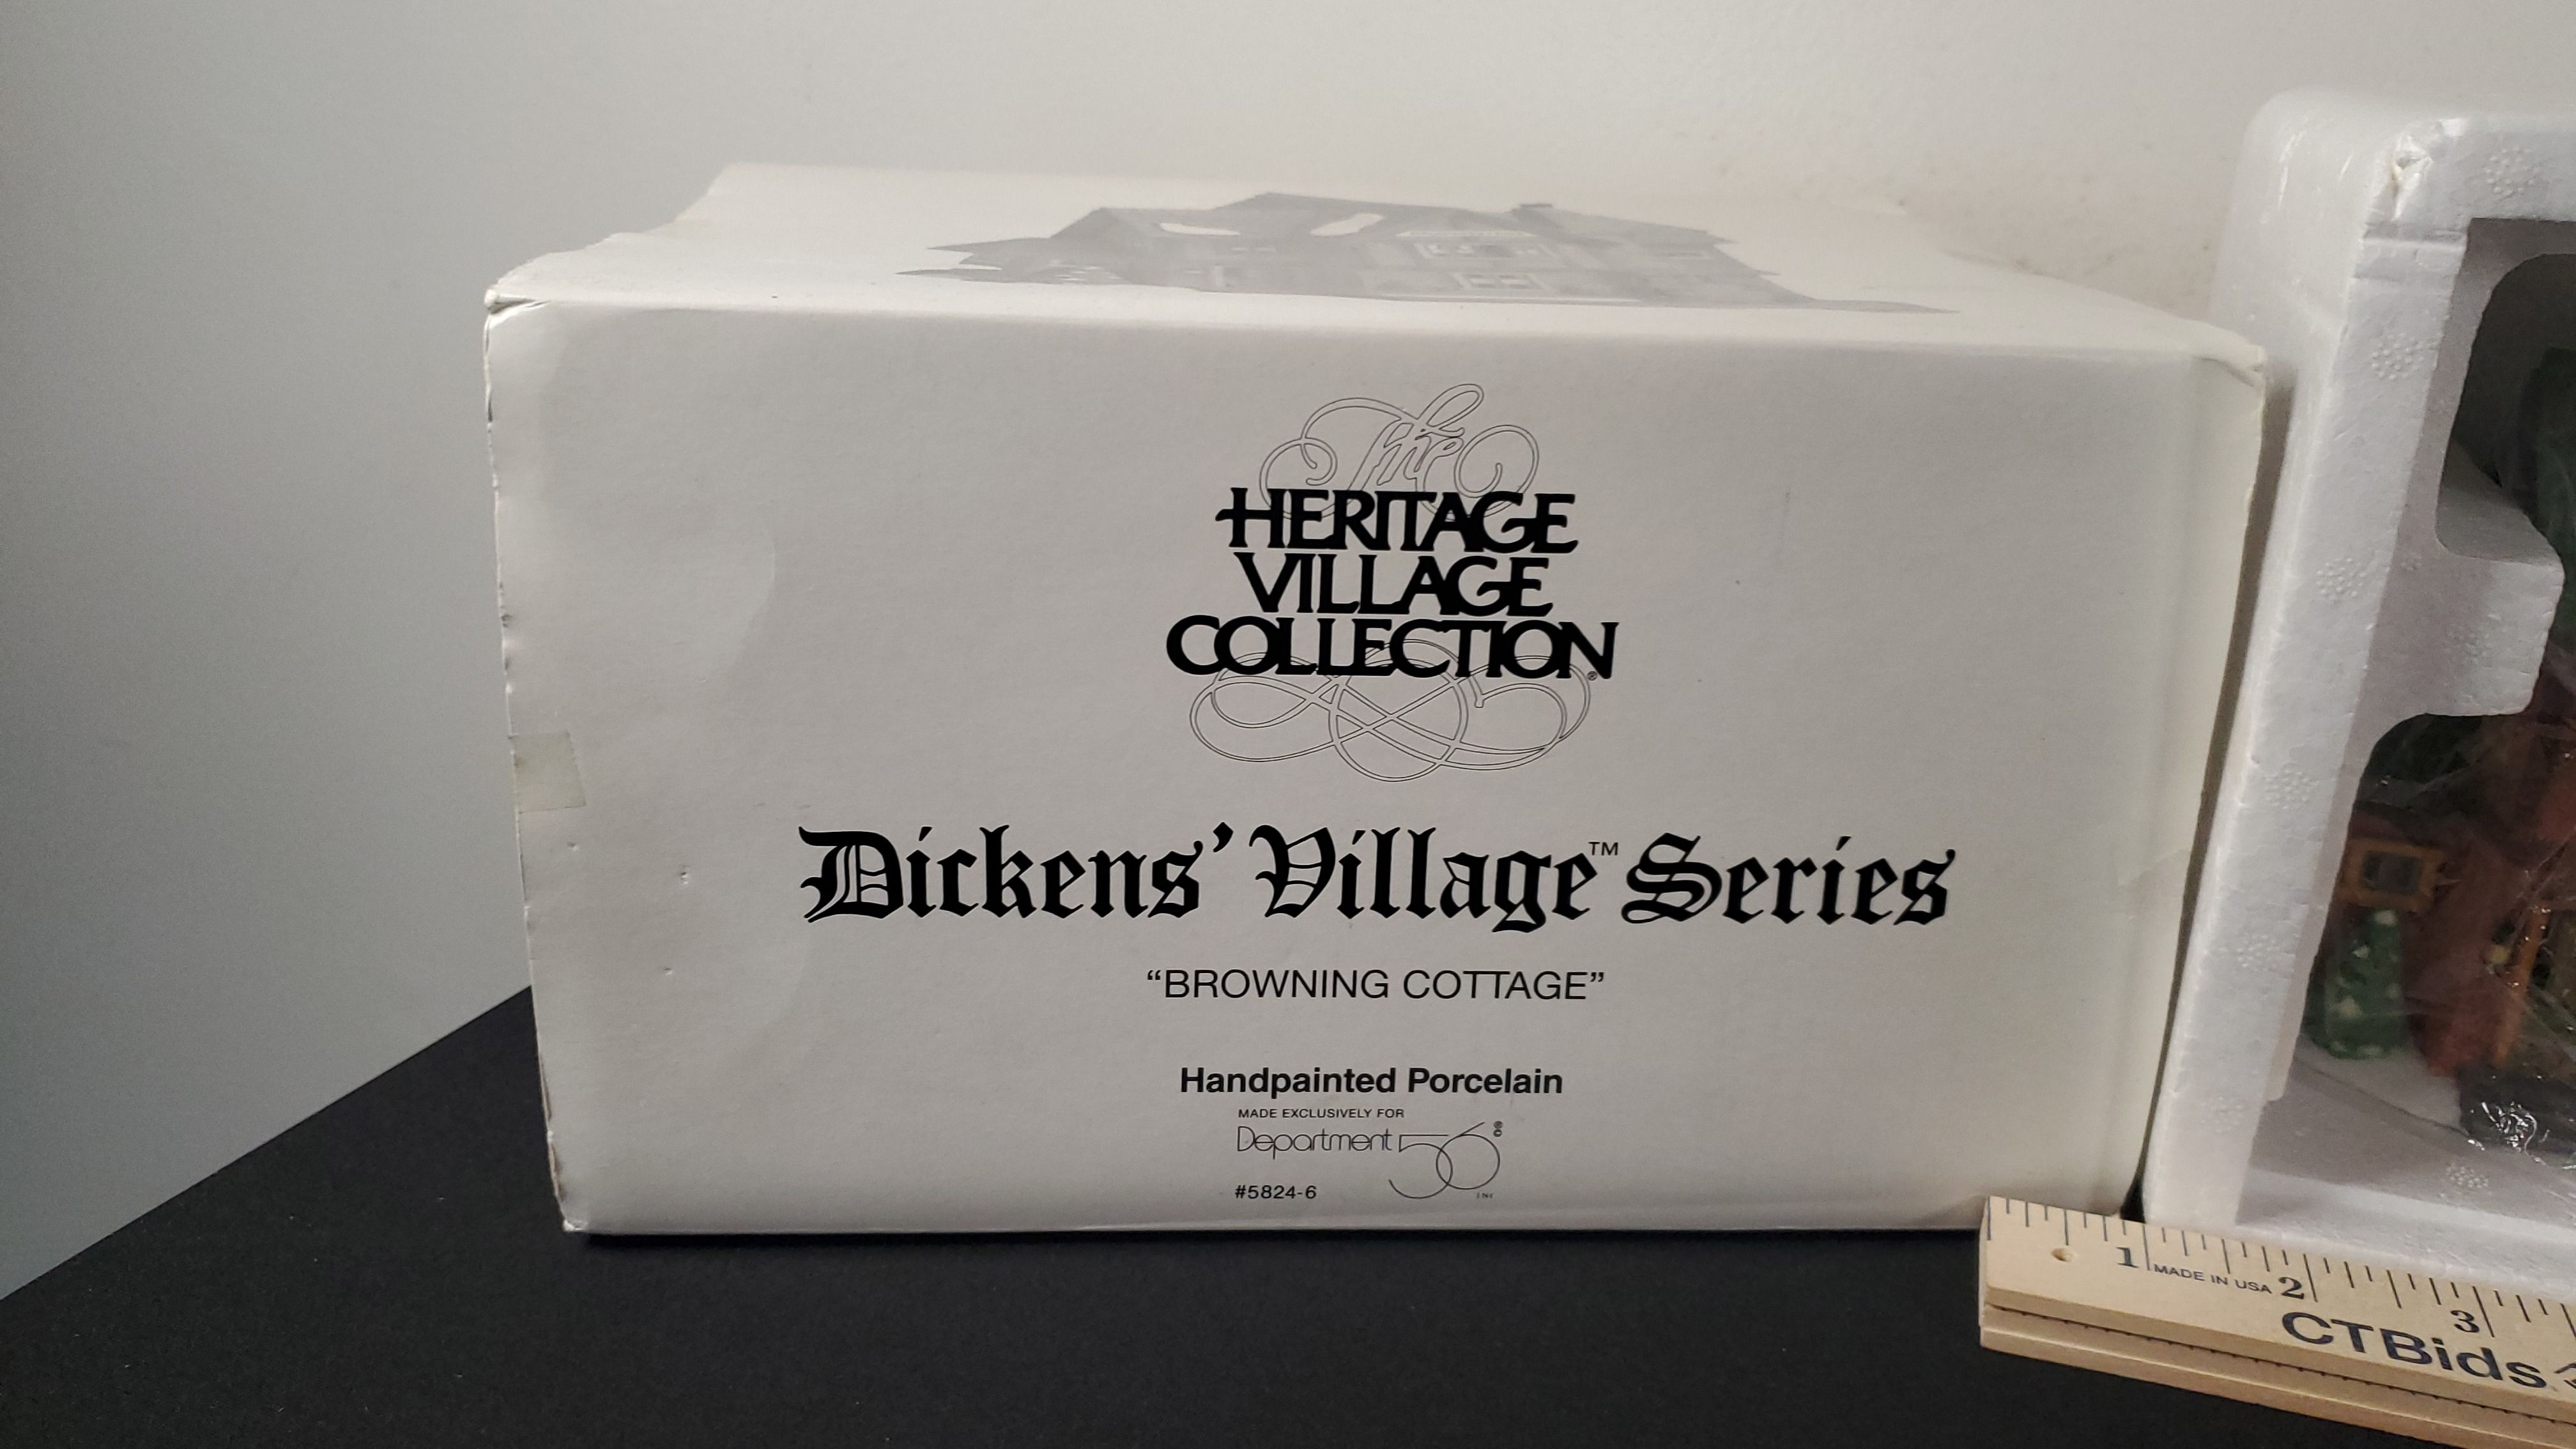 The
HERITAGE
VILLAGE
COLLECTION®
Dickens' Village™ Series
“BROWNING COTTAGE”
Handpainted Porcelain
MADE EXCLUSIVELY FOR
Department 56®
INC
#5824-6
1 MADE IN USA 2 3
CTBids